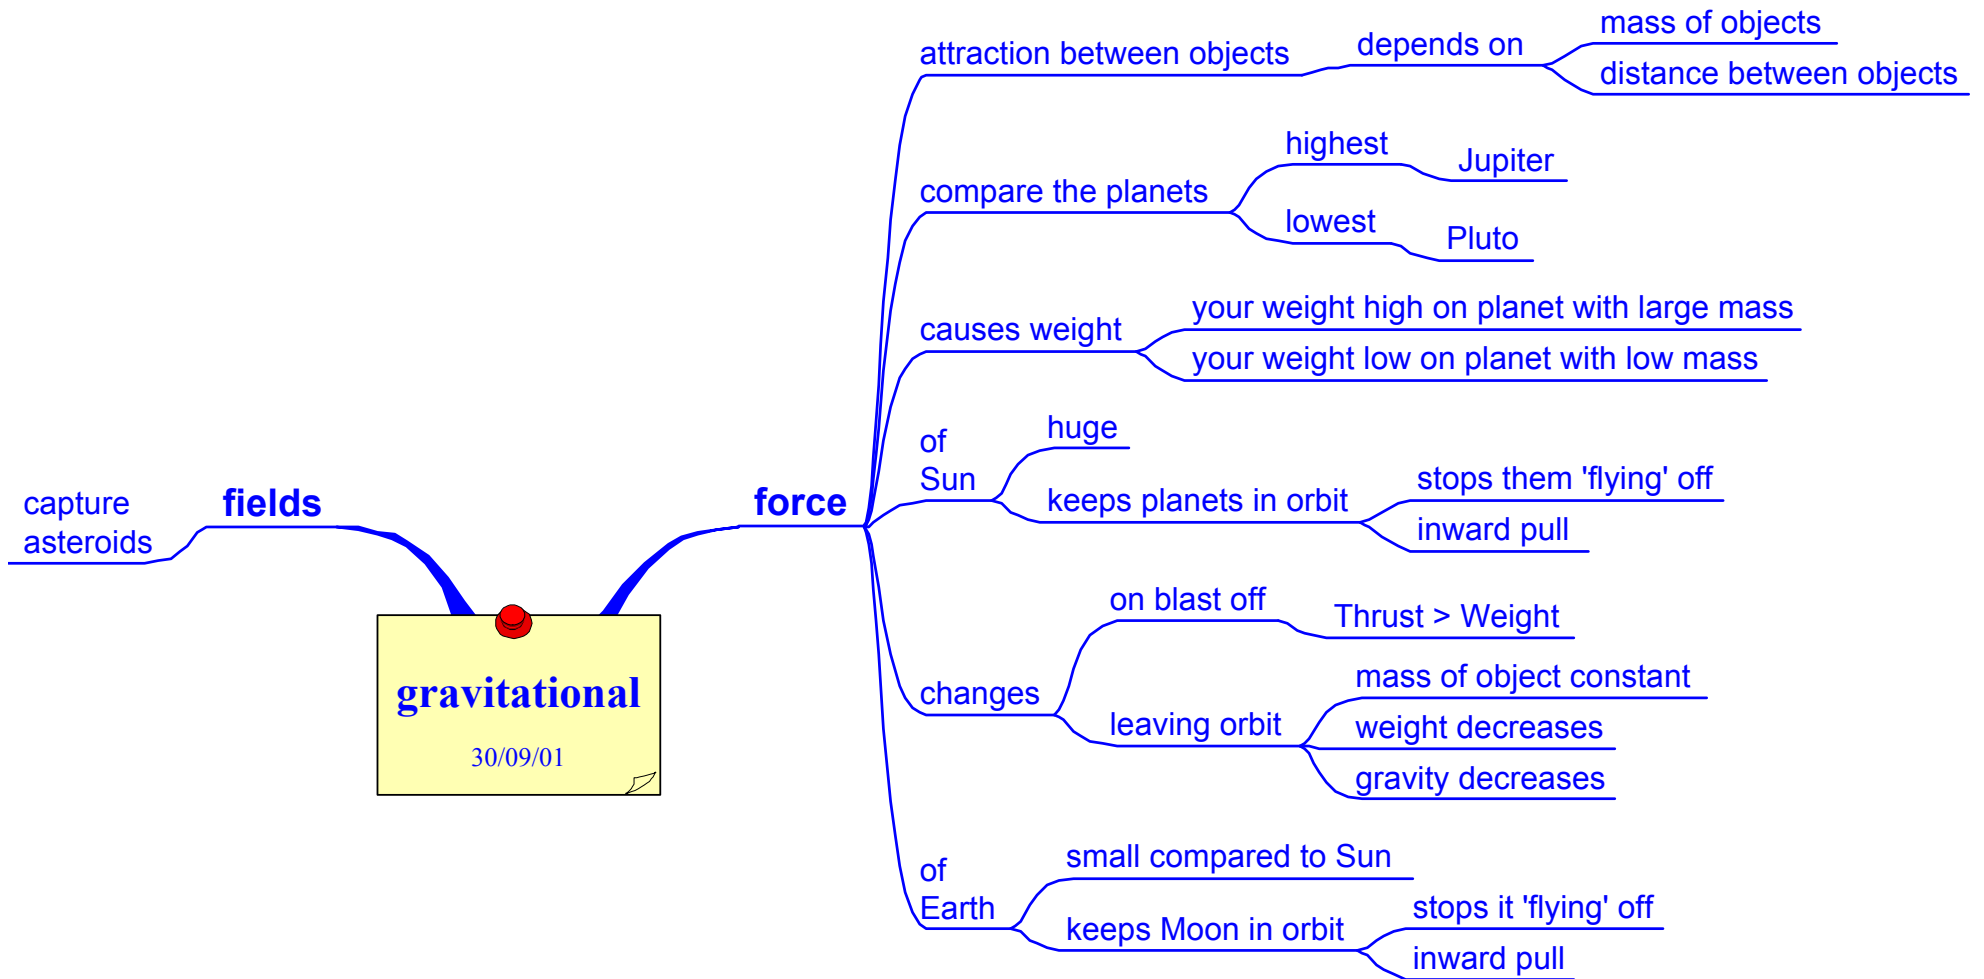 mass of objects
attraction between objects
depends on
distance between objects
highest
Jupiter
compare the planets
lowest
Pluto
your weight high on planet with large mass
causes weight
your weight low on planet with low mass
of
Sun
huge
keeps planets in orbit
stops them 'flying' off
inward pull
capture
asteroids
fields
force
gravitational
30/09/01
on blast off
Thrust > Weight
changes
leaving orbit
mass of object constant
weight decreases
gravity decreases
of
Earth
small compared to Sun
keeps Moon in orbit
stops it 'flying' off
inward pull